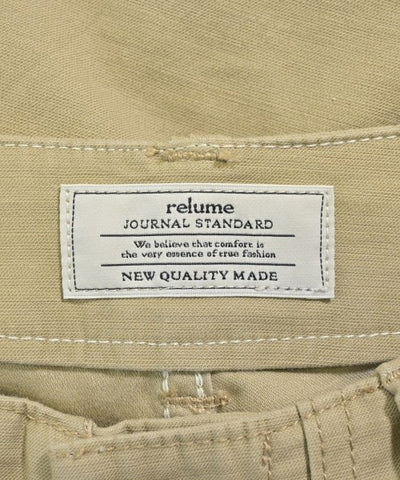 relume
JOURNAL STANDARD
We believe that comfort is
the very essence of true fashion
NEW QUALITY MADE